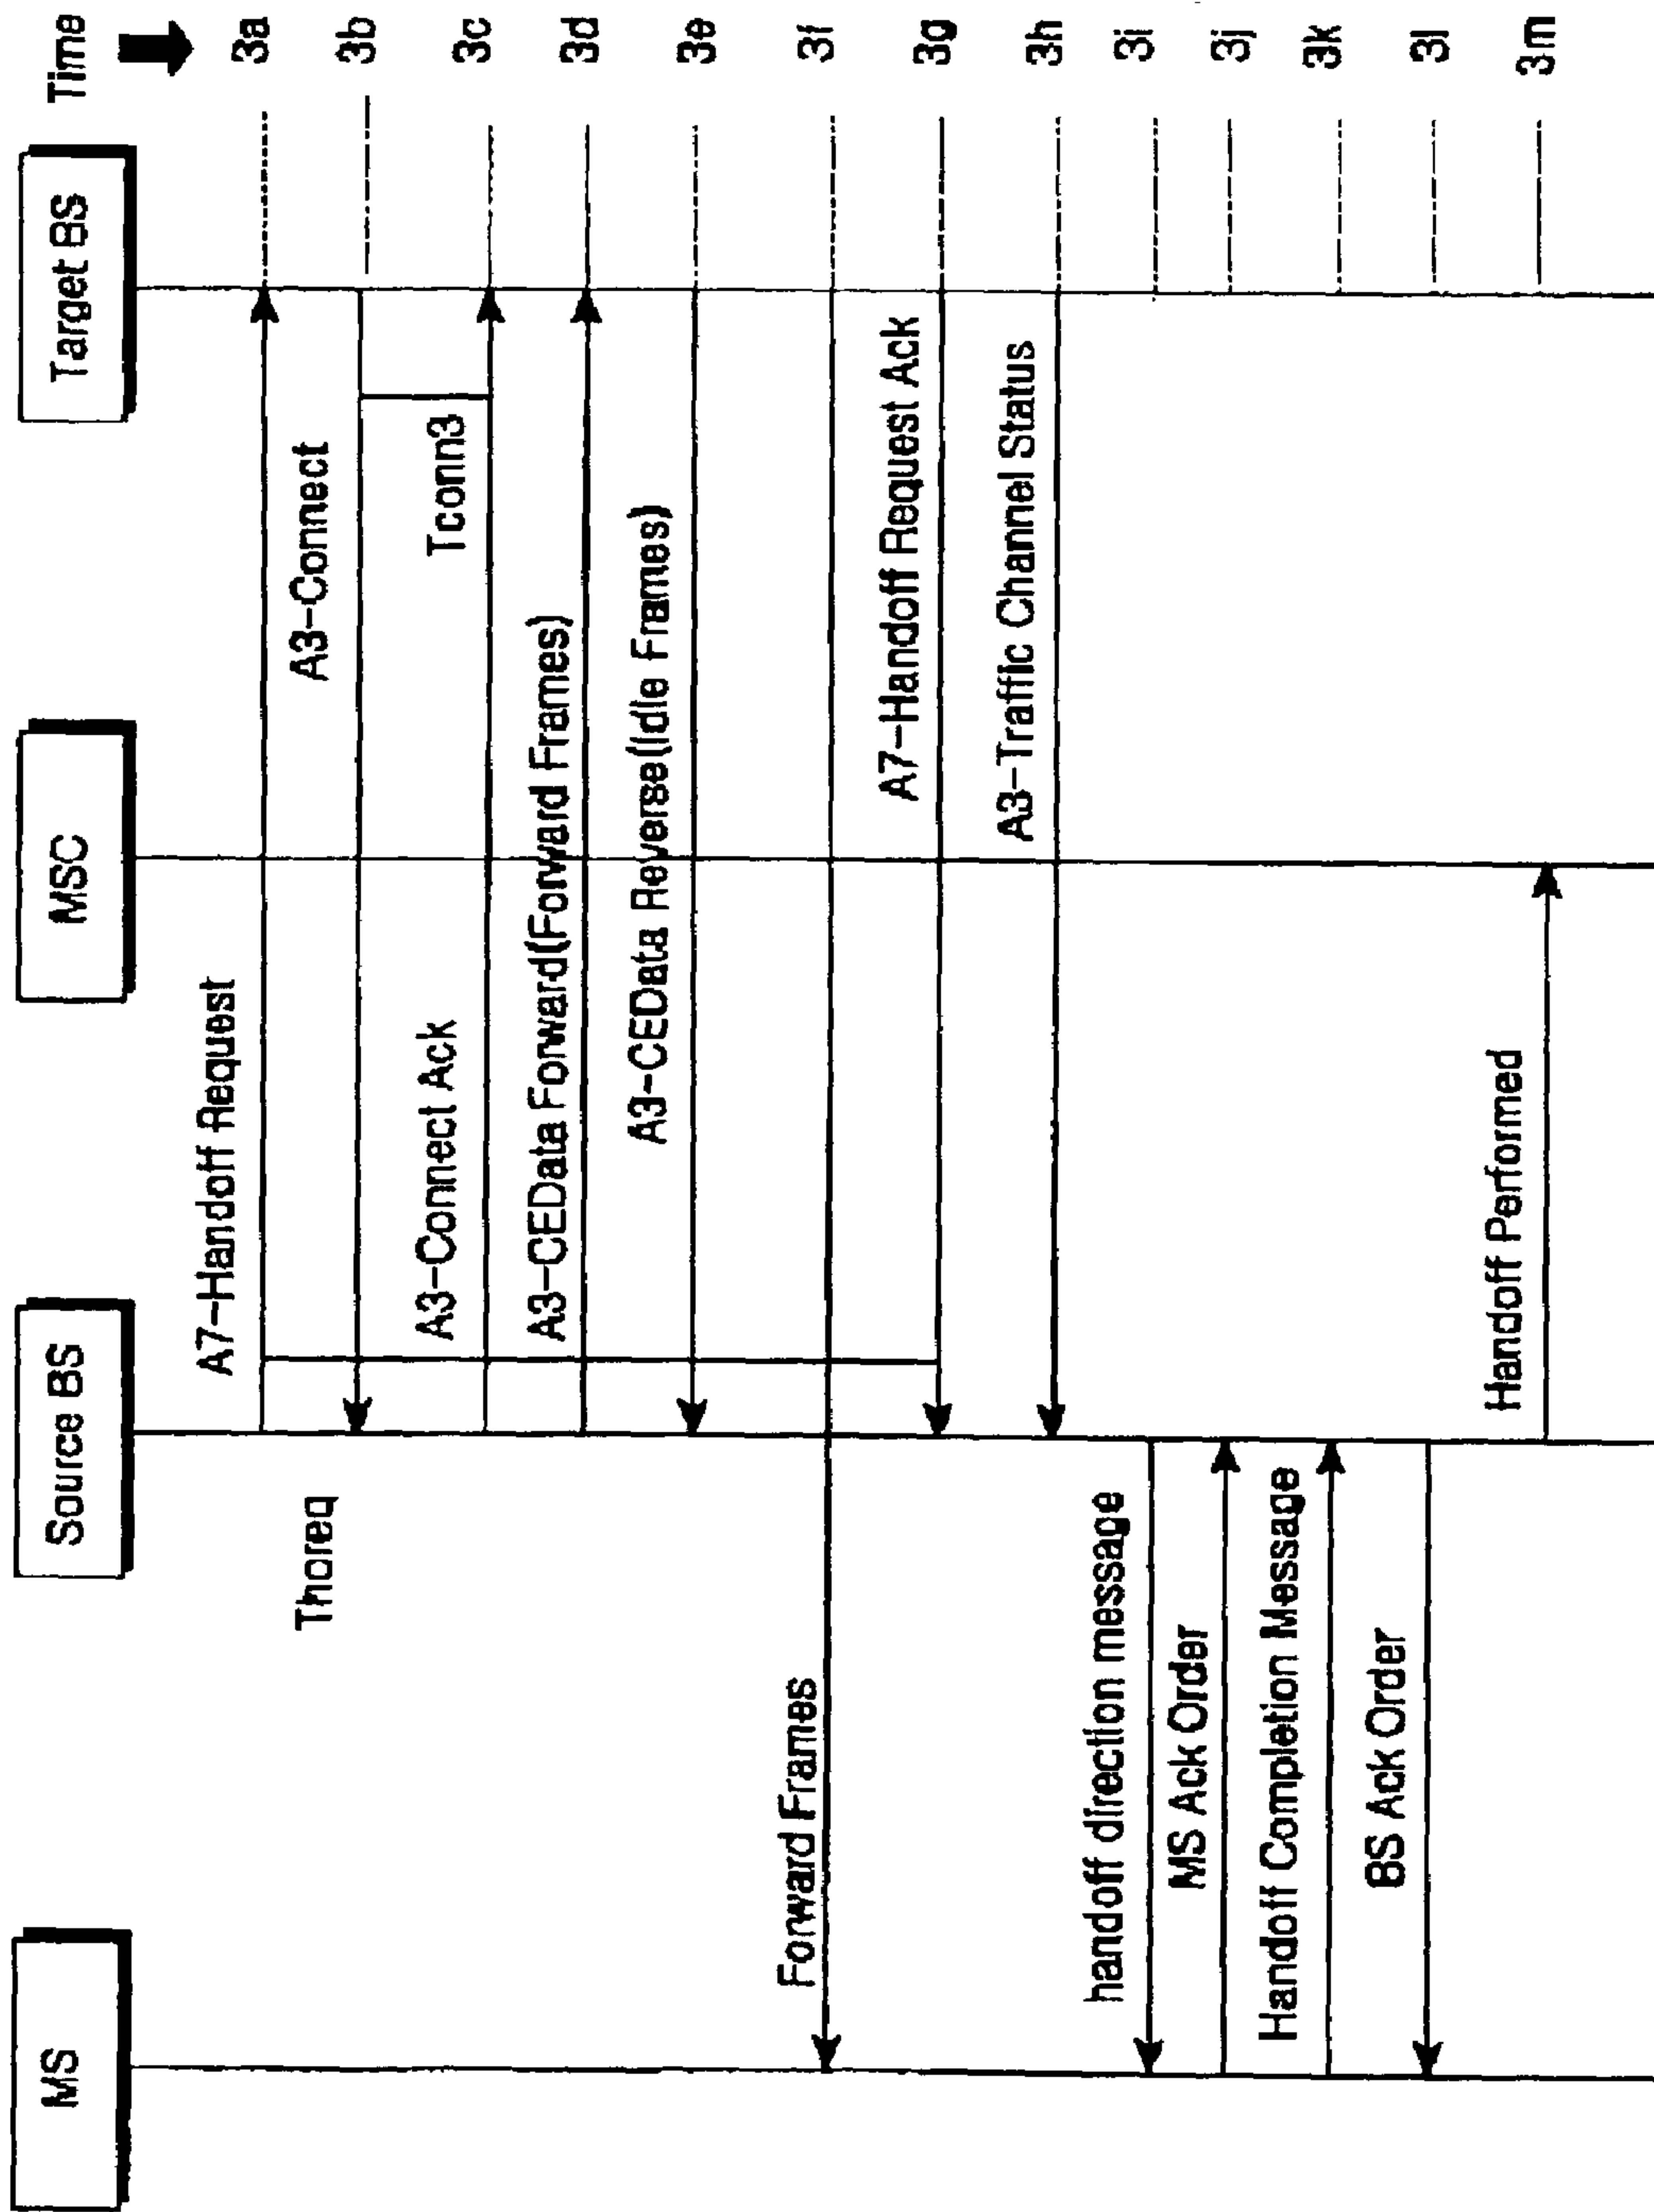 MS
Source BS
MSC
Target BS
Time
A7-Handoff Request
3a
Thoreq
A3-Connect
3b
A3-Connect Ack
Tconn3
3c
A3-CEData Forward(Forward Frames)
3d
A3-CEData Reverse(Idle Frames)
3e
Forward Frames
3f
A7-Handoff Request Ack
3g
A3-Traffic Channel Status
3h
handoff direction message
3i
MS Ack Order
3j
Handoff Completion Message
3k
BS Ack Order
3l
Handoff Performed
3m